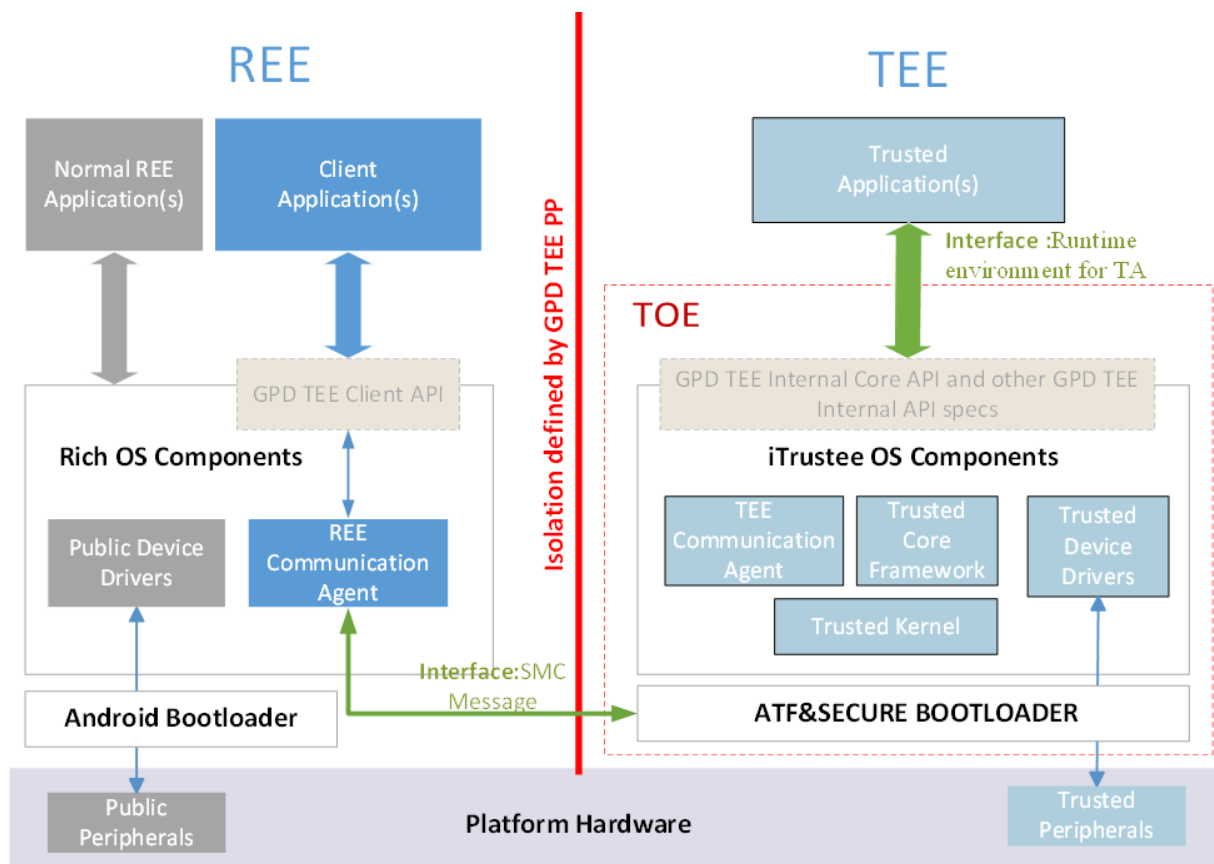 REE
TEE
Normal REE
Application(s)
Client
Application(s)
Trusted
Application(s)
Isolation defined by GPD TEE PP
Interface :Runtime
environment for TA
TOE
GPD TEE Client API
GPD TEE Internal Core API and other GPD TEE
Internal API specs
Rich OS Components
iTrustee OS Components
Public Device
Drivers
REE
Communication
Agent
TEE
Communication
Agent
Trusted
Core
Framework
Trusted
Device
Drivers
Trusted Kernel
Interface:SMC
Message
Android Bootloader
ATF&SECURE BOOTLOADER
Public
Peripherals
Platform Hardware
Trusted
Peripherals